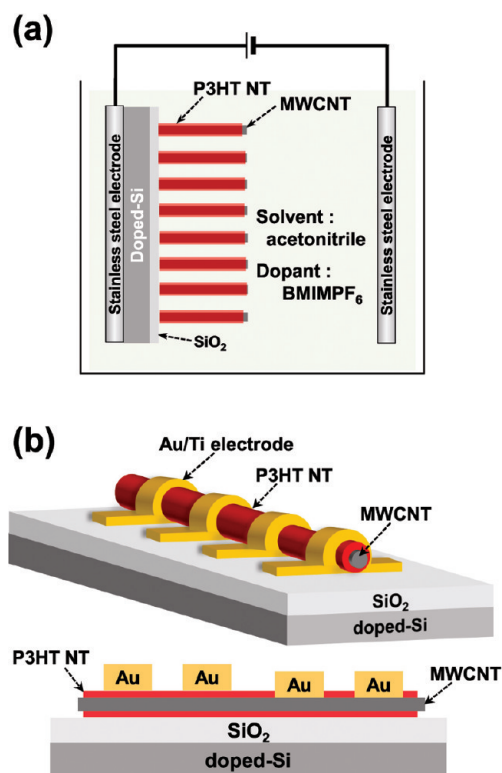 (a)
P3HT NT
MWCNT
Stainless steel electrode
Doped-Si
Solvent :
acetonitrile
Dopant :
BMIMPF₆
Stainless steel electrode
SiO₂
(b)
Au/Ti electrode
P3HT NT
MWCNT
SiO₂
doped-Si
P3HT NT
Au Au Au Au
MWCNT
SiO₂
doped-Si